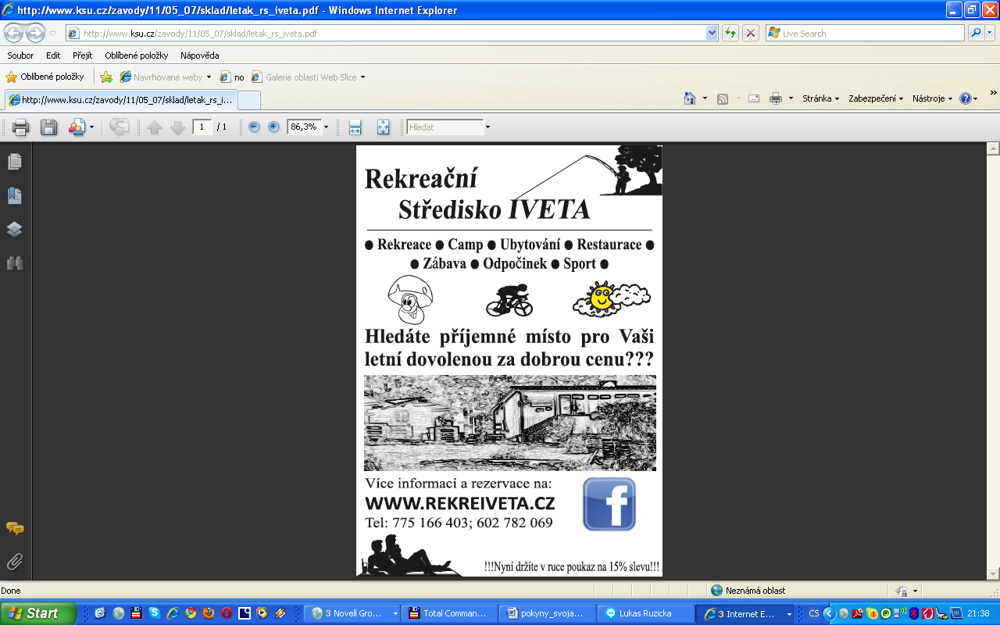 http://www.ksu.cz/zavody/11/05_07/sklad/letak_rs_iveta.pdf - Windows Internet Explorer
http://www.ksu.cz/zavody/11/05_07/sklad/letak_rs_iveta.pdf
Live Search
Soubor Edit Přejít Oblíbené položky Nápověda
Oblíbené položky Navrhované weby no Galerie oblastí Web Slice
http://www.ksu.cz/zavody/11/05_07/sklad/letak_rs_i... Stránka Zabezpečení Nástroje »
1 / 1 86,3% Hledat
Rekreační
Středisko IVETA
● Rekreace ● Camp ● Ubytování ● Restaurace ●
● Zábava ● Odpočinek ● Sport ●
Hledáte příjemné místo pro Vaši
letní dovolenou za dobrou cenu???
Více informací a rezervace na:
WWW.REKREIVETA.CZ
f
Tel: 775 166 403; 602 782 069
!!!Nyní držíte v ruce poukaz na 15% slevu!!!
Done Neznámá oblast
Start 3 Novell Gro... Total Comman... pokyny_svoja... Lukas Ruzicka 3 Internet E... CS 21:38